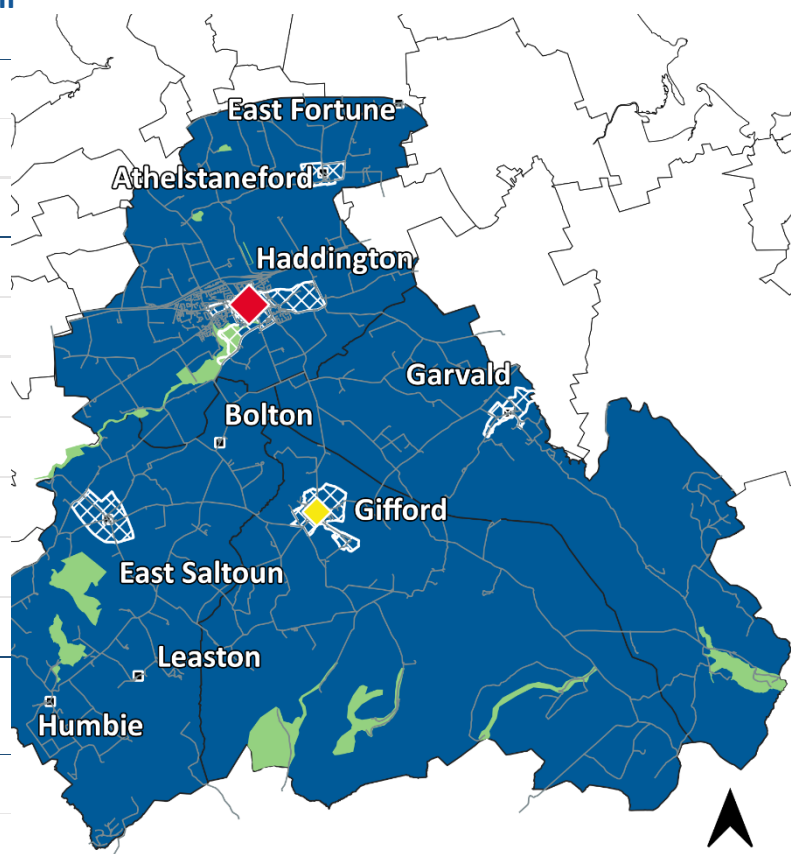 East Fortune
Athelstaneford
Haddington
Garvald
Bolton
Gifford
East Saltoun
Leaston
Humbie